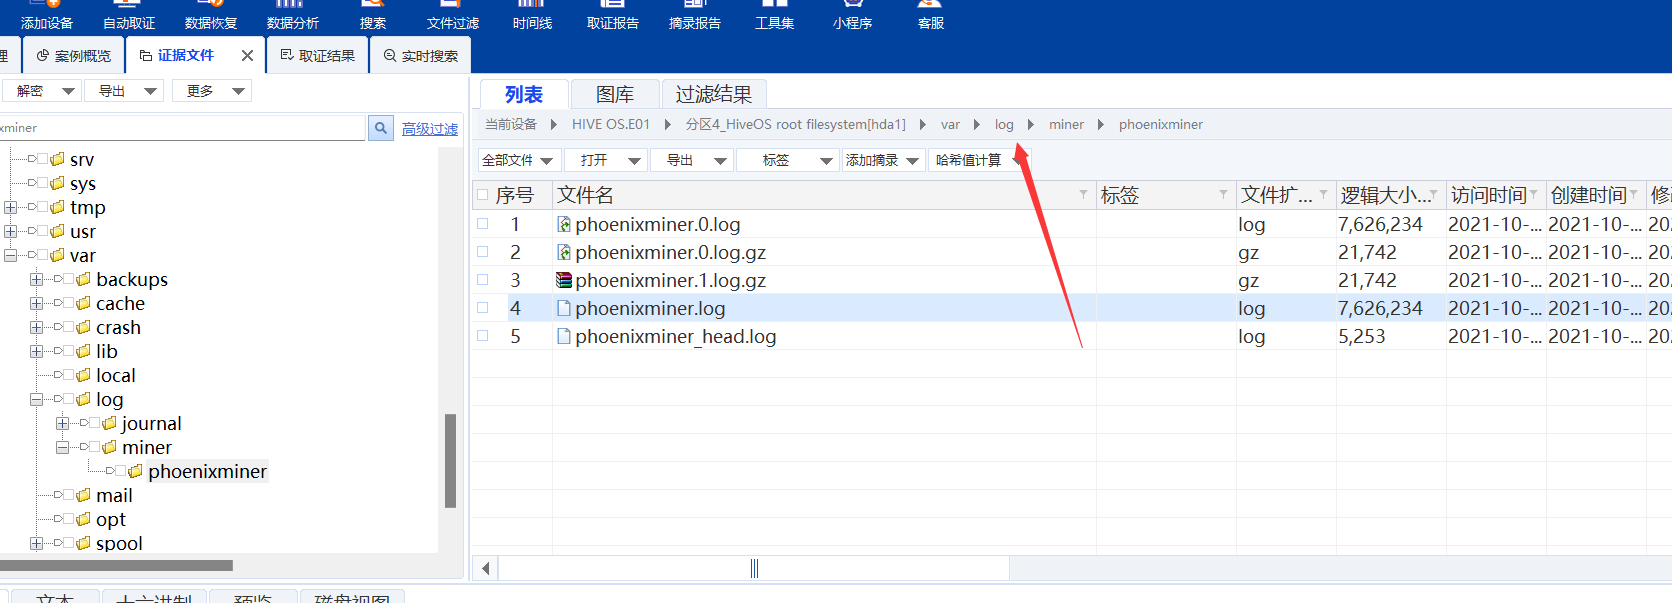 添加设备 自动取证 数据恢复 数据分析 搜索 文件过滤 时间线 取证报告 摘录报告 工具集 小程序 客服
理 案例概览 证据文件 取证结果 实时搜索
解密 导出 更多
列表 图库 过滤结果
xminer 高级过滤
当前设备 HIVE OS.E01 分区4_HiveOS root filesystem[hda1] var log miner phoenixminer
全部文件 打开 导出 标签 添加摘录 哈希值计算
序号 文件名 标签 文件扩... 逻辑大小... 访问时间 创建时间 修
1 phoenixminer.0.log log 7,626,234 2021-10-... 2021-10-... 20
2 phoenixminer.0.log.gz gz 21,742 2021-10-... 2021-10-... 20
3 phoenixminer.1.log.gz gz 21,742 2021-10-... 2021-10-... 20
4 phoenixminer.log log 7,626,234 2021-10-... 2021-10-... 20
5 phoenixminer_head.log log 5,253 2021-10-... 2021-10-... 20
srv
sys
tmp
usr
var
backups
cache
crash
lib
local
log
journal
miner
phoenixminer
mail
opt
spool
文本 十六进制 预览 磁盘视图